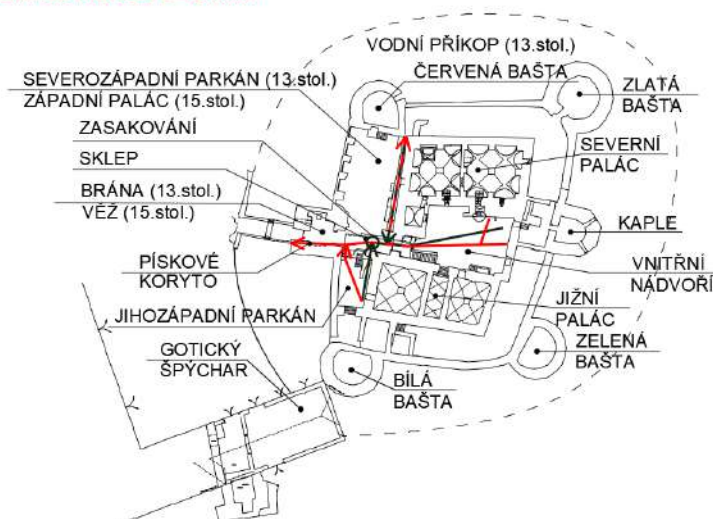 VODNÍ PŘÍKOP (13.stol.)
SEVEROZÁPADNÍ PARKÁN (13.stol.)
ZÁPADNÍ PALÁC (15.stol.)
ČERVENÁ BAŠTA
ZLATÁ
BAŠTA
ZASAKOVÁNÍ
SKLEP
SEVERNÍ
PALÁC
BRÁNA (13.stol.)
VĚŽ (15.stol.)
KAPLE
PÍSKOVÉ
KORYTO
VNITŘNÍ
NÁDVOŘÍ
JIHOZÁPADNÍ PARKÁN
JIŽNÍ
PALÁC
GOTICKÝ
ŠPÝCHAR
ZELENÁ
BAŠTA
BÍLÁ
BAŠTA